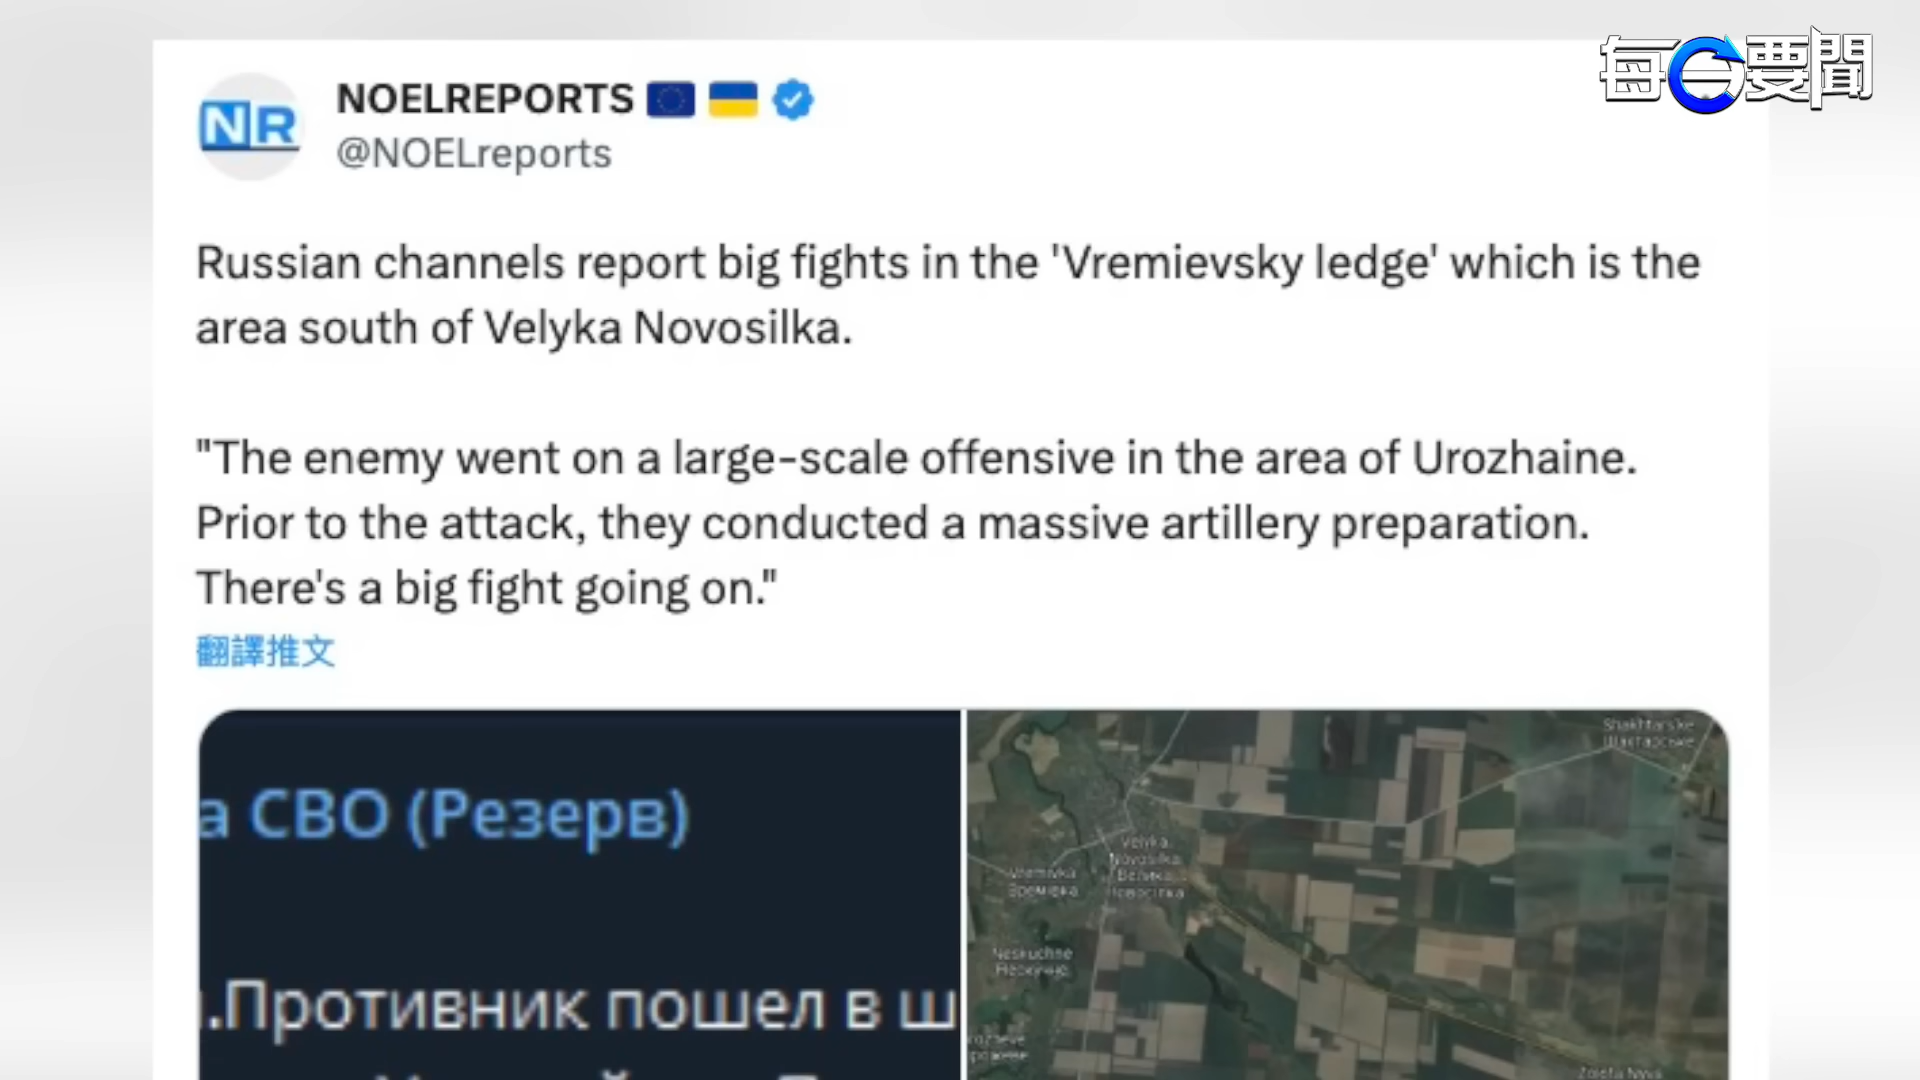 每日要聞
NR
NOELREPORTS
@NOELreports
Russian channels report big fights in the 'Vremievsky ledge' which is the
area south of Velyka Novosilka.
"The enemy went on a large-scale offensive in the area of Urozhaine.
Prior to the attack, they conducted a massive artillery preparation.
There's a big fight going on."
翻譯推文
а СВО (Резерв)
.Противник пошел в ш
Shakhtarske
Шахтарське
Velyka
Novosilka
Велика
Новосілка
Vremivka
Времівка
Neskuchne
Нескучне
Zolota Nyva